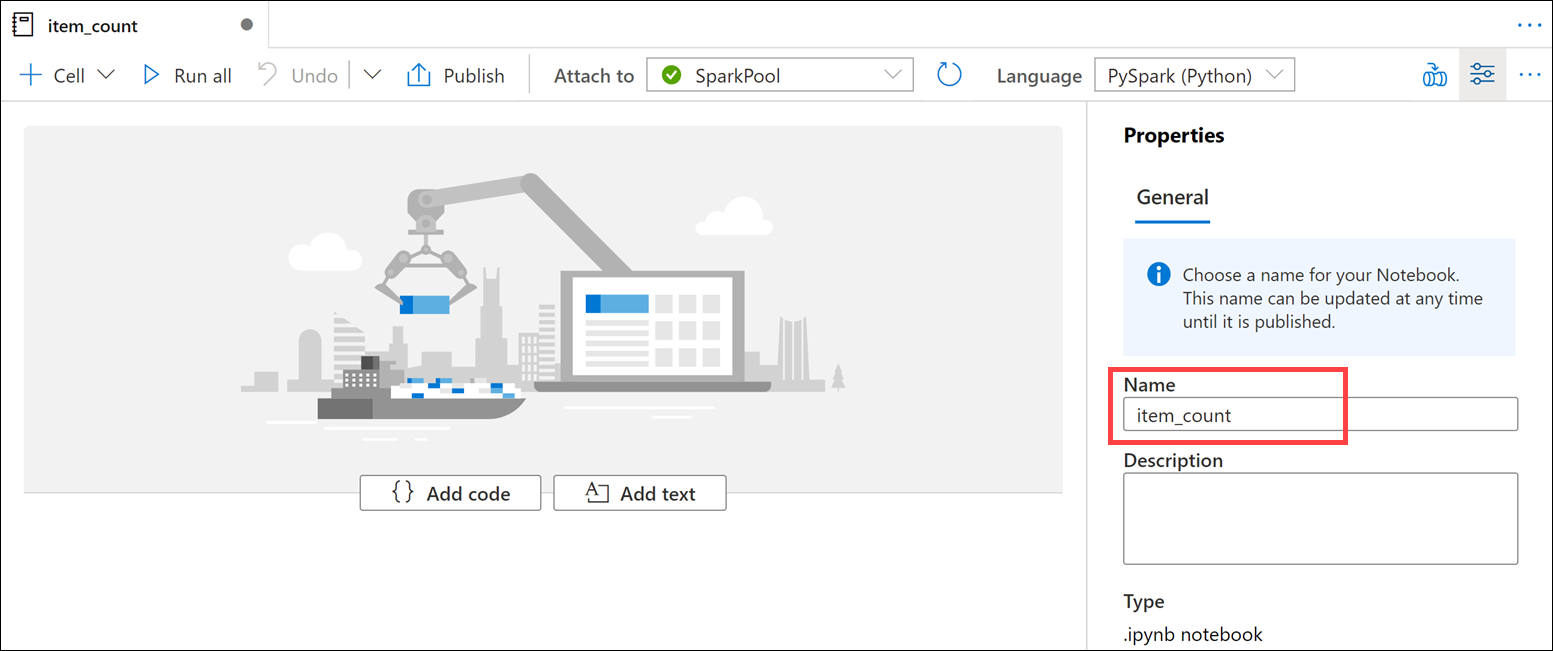 item_count
Cell
Run all
Undo
Publish
Attach to
SparkPool
Language
PySpark (Python)
Add code
Add text
Properties
General
Choose a name for your Notebook.
This name can be updated at any time
until it is published.
Name
item_count
Description
Type
.ipynb notebook